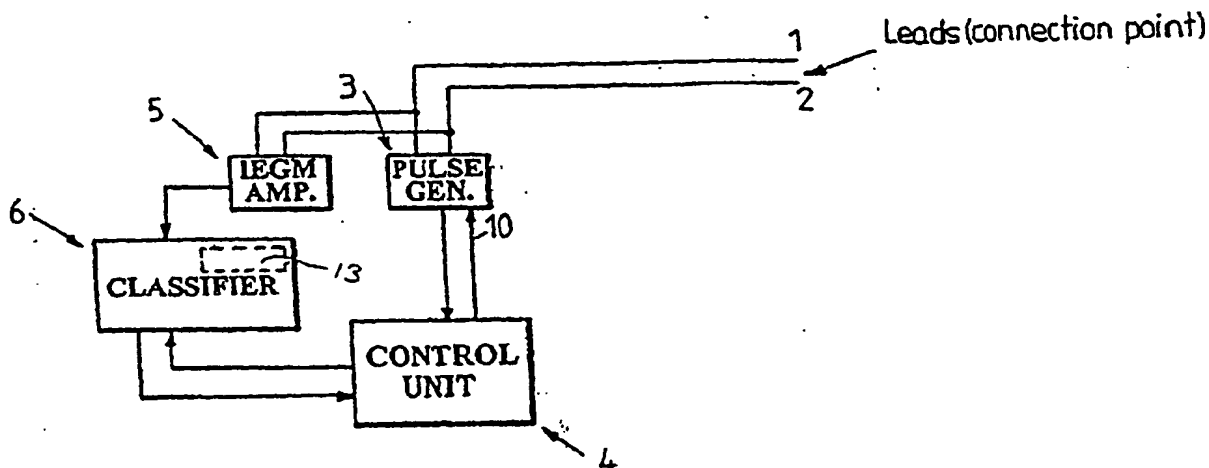 Leads (connection point)
1
2
3
5
IEGM
AMP.
PULSE
GEN.
10
6
CLASSIFIER
13
CONTROL
UNIT
4